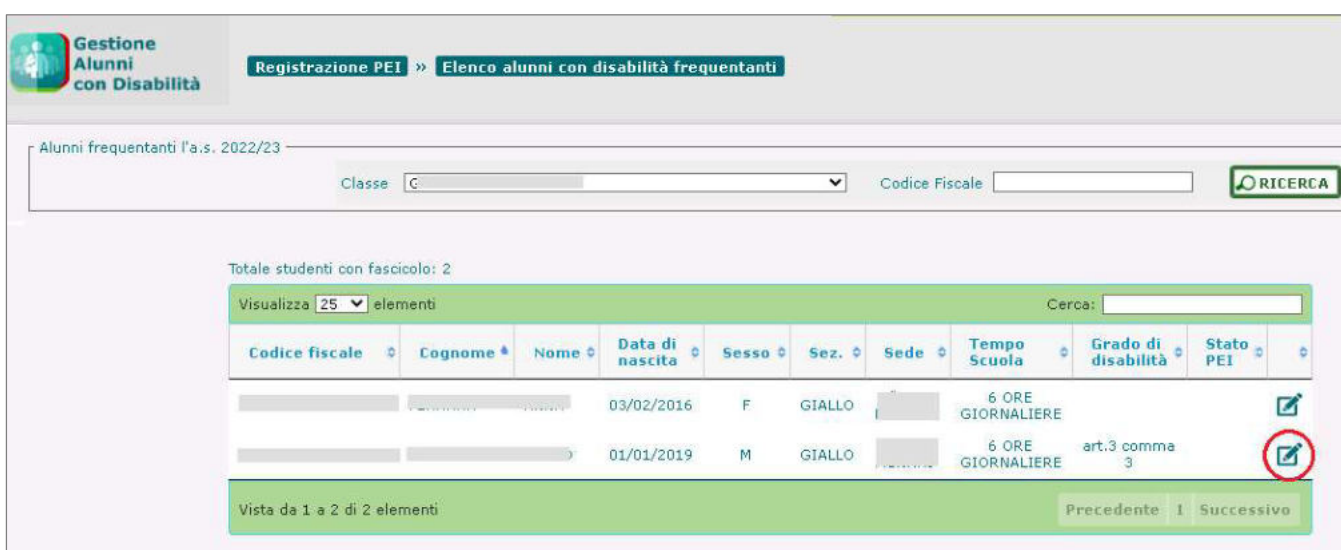 Gestione
Alunni
con Disabilità
Registrazione PEI » Elenco alunni con disabilità frequentanti
Alunni frequentanti l'a.s. 2022/23
Classe Codice Fiscale RICERCA
Totale studenti con fascicolo: 2
Visualizza 25 elementi Cerca:
Codice fiscale Cognome Nome Data di nascita Sesso Sez. Sede Tempo Scuola Grado di disabilità Stato PEI
03/02/2016 F GIALLO 6 ORE GIORNALIERE
01/01/2019 M GIALLO 6 ORE GIORNALIERE art.3 comma 3
Vista da 1 a 2 di 2 elementi Precedente 1 Successivo